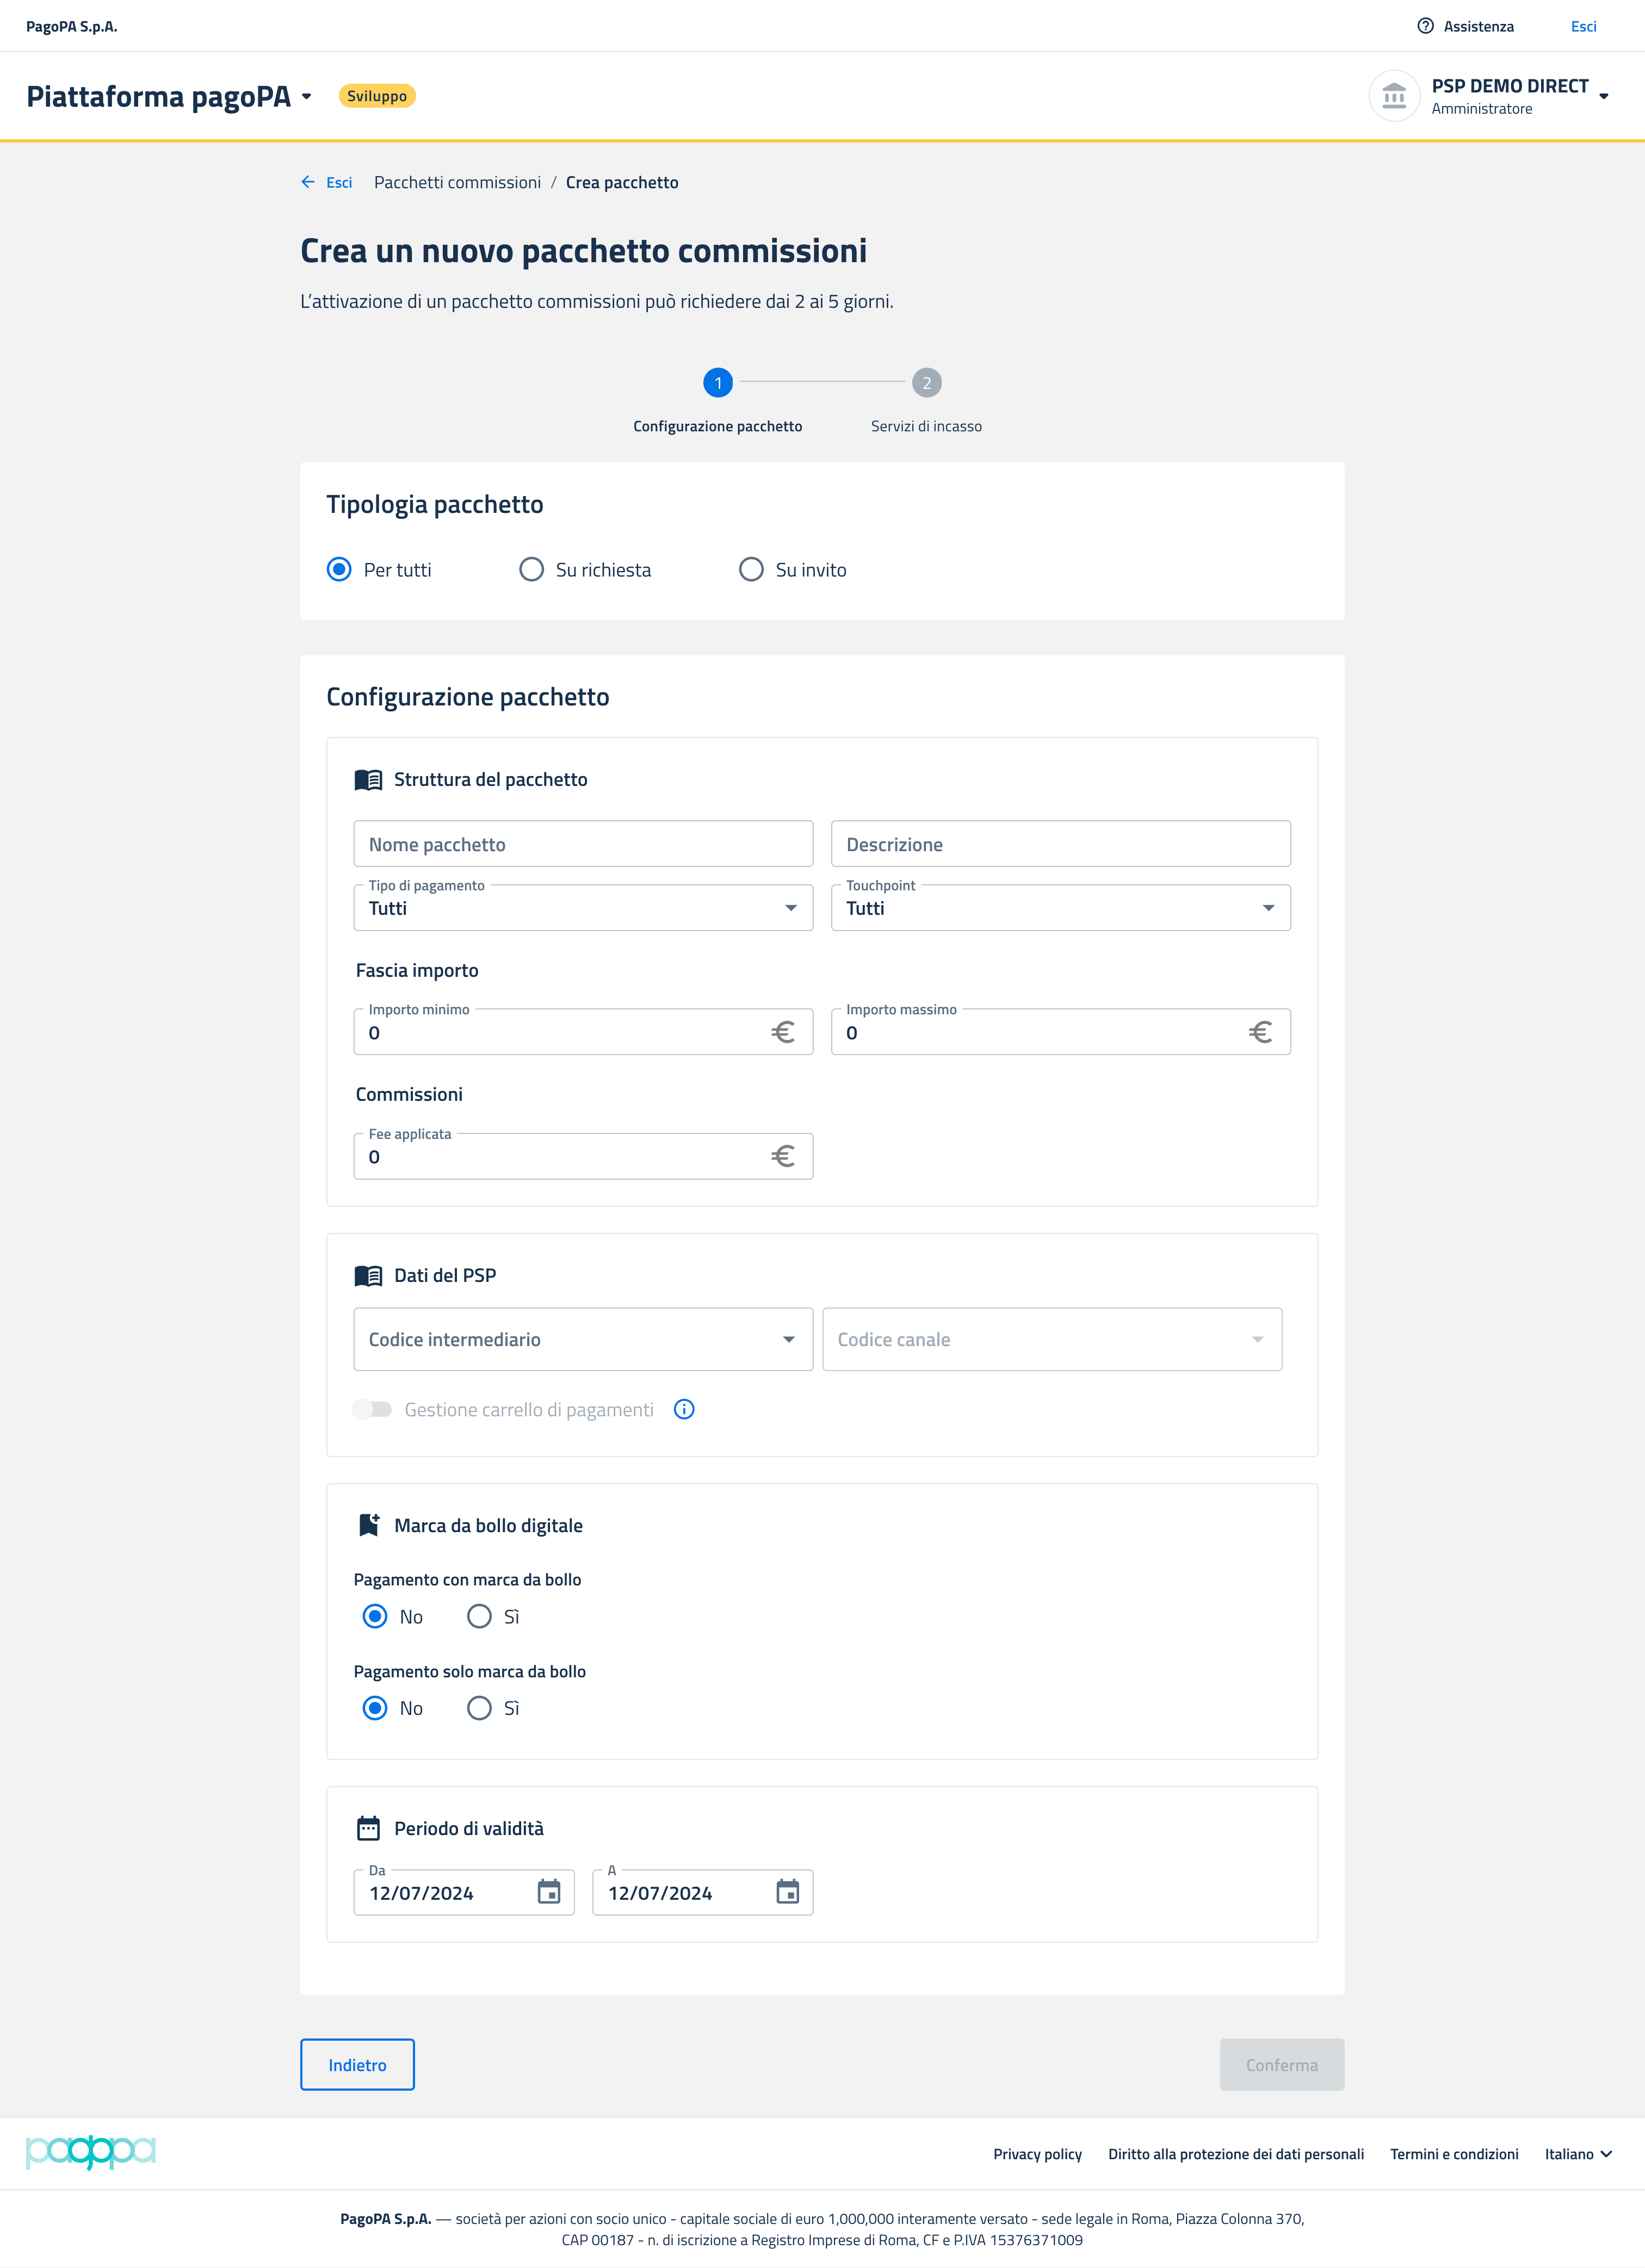 PagoPA S.p.A.
Assistenza
Esci
Piattaforma pagoPA
Sviluppo
PSP DEMO DIRECT
Amministratore
Esci
Pacchetti commissioni / Crea pacchetto
Crea un nuovo pacchetto commissioni
L’attivazione di un pacchetto commissioni può richiedere dai 2 ai 5 giorni.
1
2
Configurazione pacchetto
Servizi di incasso
Tipologia pacchetto
Per tutti
Su richiesta
Su invito
Configurazione pacchetto
Struttura del pacchetto
Nome pacchetto
Descrizione
Tipo di pagamento
Tutti
Touchpoint
Tutti
Fascia importo
Importo minimo
0 €
Importo massimo
0 €
Commissioni
Fee applicata
0 €
Dati del PSP
Codice intermediario
Codice canale
Gestione carrello di pagamenti
Marca da bollo digitale
Pagamento con marca da bollo
No
Sì
Pagamento solo marca da bollo
No
Sì
Periodo di validità
Da
12/07/2024
A
12/07/2024
Indietro
Conferma
pagopa
Privacy policy
Diritto alla protezione dei dati personali
Termini e condizioni
Italiano
PagoPA S.p.A. — società per azioni con socio unico - capitale sociale di euro 1,000,000 interamente versato - sede legale in Roma, Piazza Colonna 370,
CAP 00187 - n. di iscrizione a Registro Imprese di Roma, CF e P.IVA 15376371009